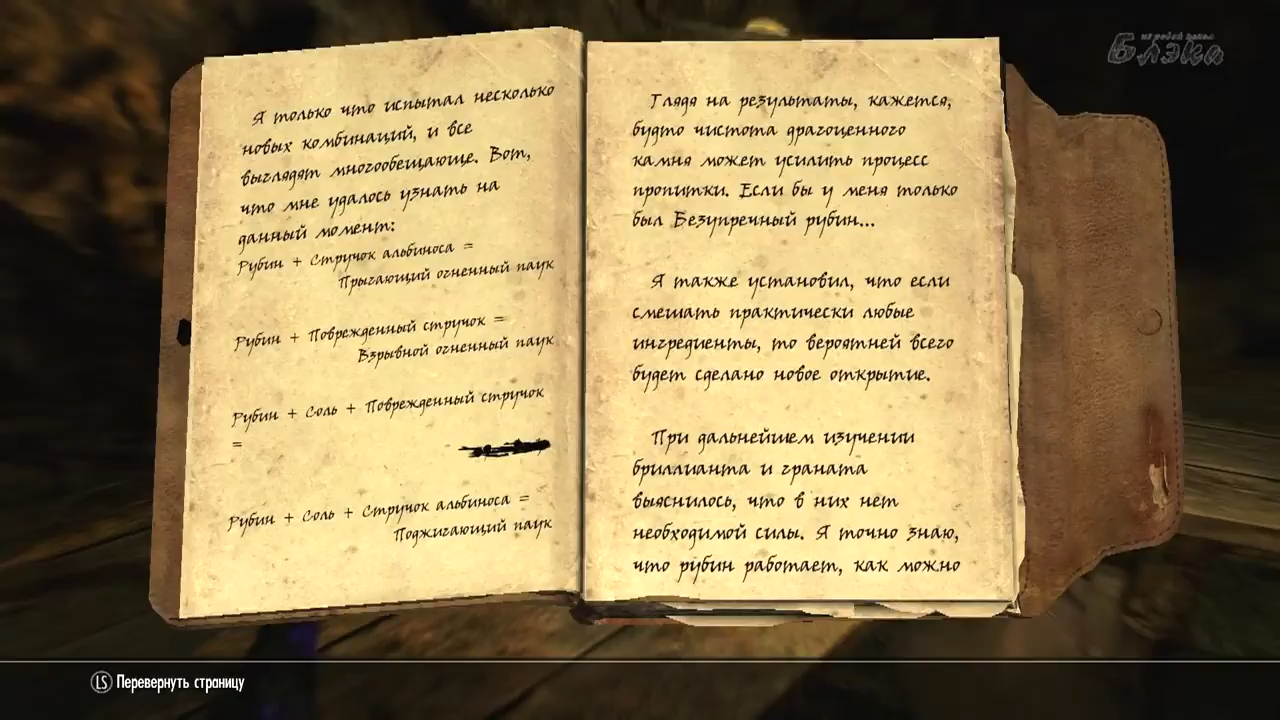 Я только что испытал несколько
новых комбинаций, и все
выглядят многообещающе. Вот,
что мне удалось узнать на
данный момент:
Рубин + Стручок альбиноса =
Прыгающий огненный паук
Рубин + Поврежденный стручок =
Взрывной огненный паук
Рубин + Соль + Поврежденный стручок
=
Рубин + Соль + Стручок альбиноса =
Поджигающий паук
Глядя на результаты, кажется,
будто чистота драгоценного
камня может усилить процесс
пропитки. Если бы у меня только
был Безупречный рубин...
Я также установил, что если
смешать практически любые
ингредиенты, то вероятней всего
будет сделано новое открытие.
При дальнейшем изучении
бриллианта и граната
выяснилось, что в них нет
необходимой силы. Я точно знаю,
что рубин работает, как можно
Блэка
LS Перевернуть страницу